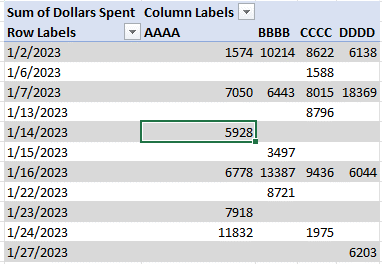 Sum of Dollars Spent Column Labels
Row Labels AAAA BBBB CCCC DDDD
1/2/2023 1574 10214 8622 6138
1/6/2023 1588
1/7/2023 7050 6443 8015 18369
1/13/2023 8796
1/14/2023 5928
1/15/2023 3497
1/16/2023 6778 13387 9436 6044
1/22/2023 8721
1/23/2023 7918
1/24/2023 11832 1975
1/27/2023 6203